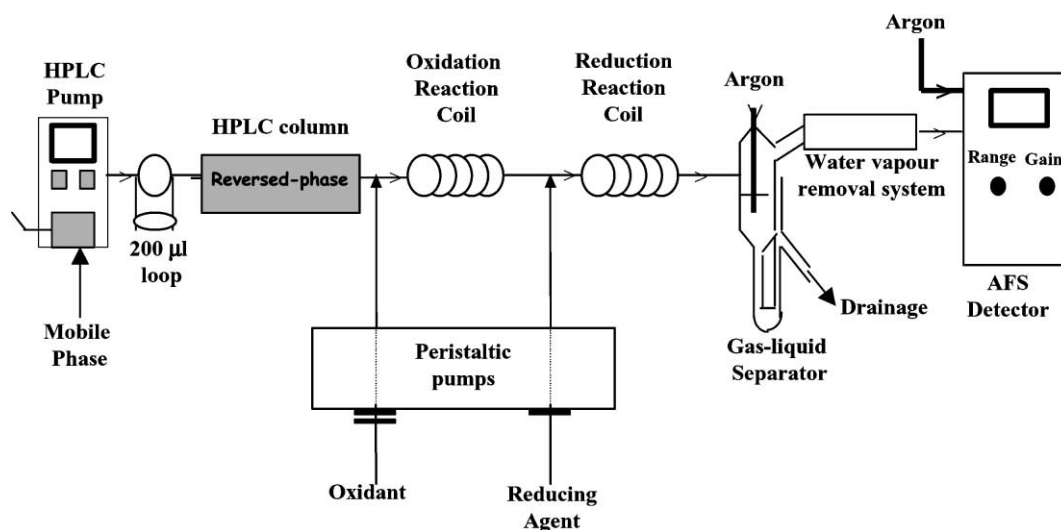 HPLC
Pump
HPLC column
Reversed-phase
200 µl
loop
Mobile
Phase
Oxidation
Reaction
Coil
Reduction
Reaction
Coil
Peristaltic
pumps
Oxidant
Reducing
Agent
Argon
Gas-liquid
Separator
Drainage
Water vapour
removal system
Argon
Range Gain
AFS
Detector